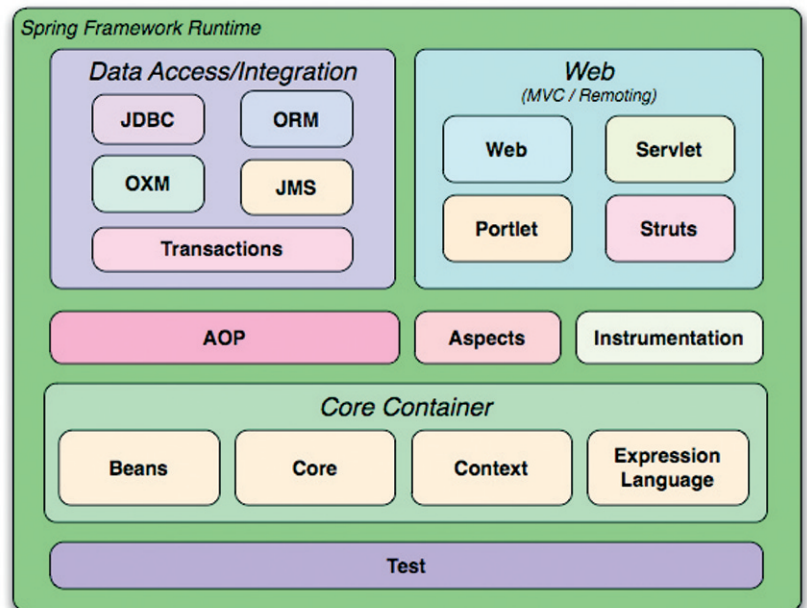 Spring Framework Runtime
Data Access/Integration
JDBC
ORM
OXM
JMS
Transactions
Web
(MVC / Remoting)
Web
Servlet
Portlet
Struts
AOP
Aspects
Instrumentation
Core Container
Beans
Core
Context
Expression
Language
Test